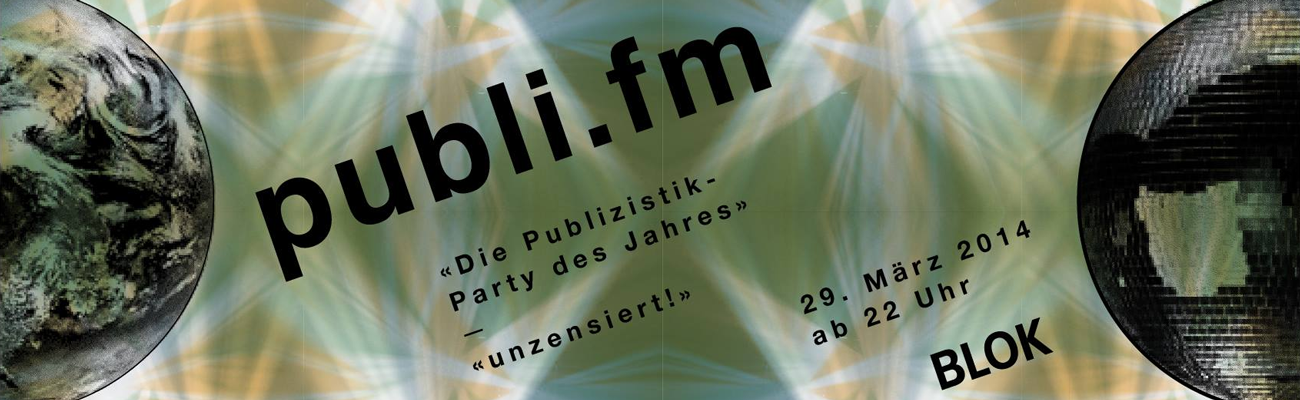 publi.fm
«Die Publizistik-
Party des Jahres»
—
«unzensiert!»
29. März 2014
ab 22 Uhr
BLOK